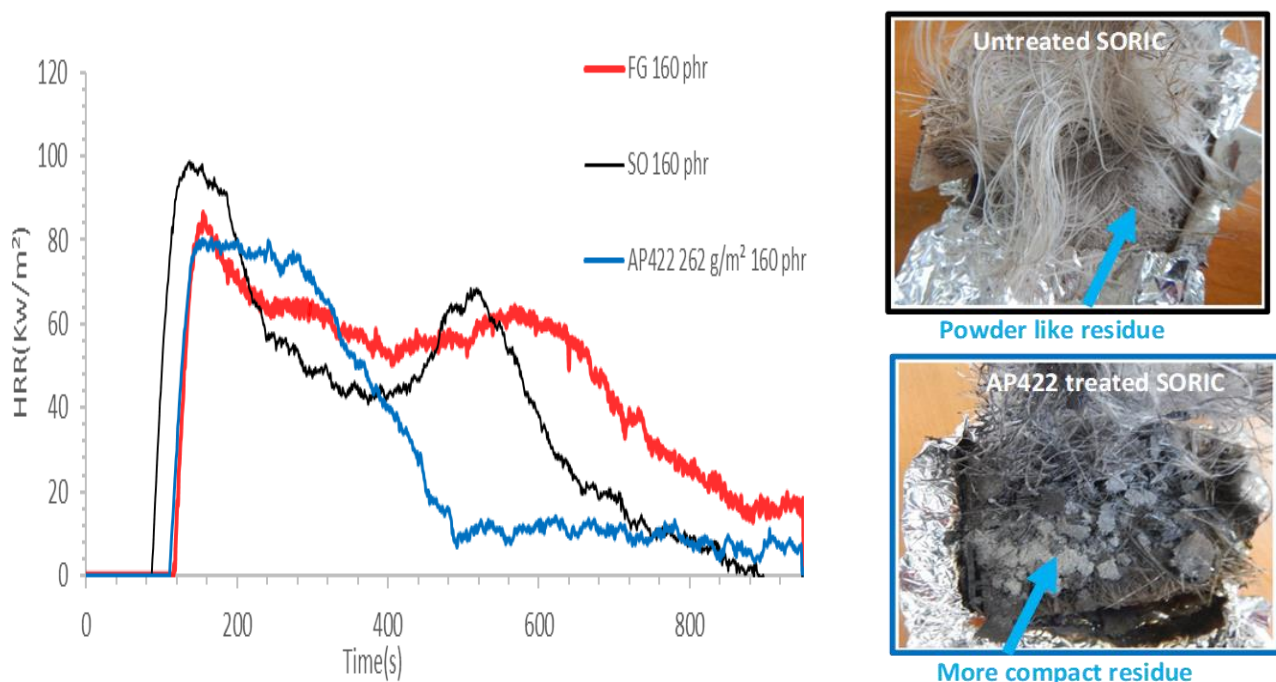 120
100
80
60
40
20
0
HRR(Kw/m²)
0 200 400 600 800
Time(s)
FG 160 phr
SO 160 phr
AP422 262 g/m² 160 phr
Untreated SORIC
Powder like residue
AP422 treated SORIC
More compact residue